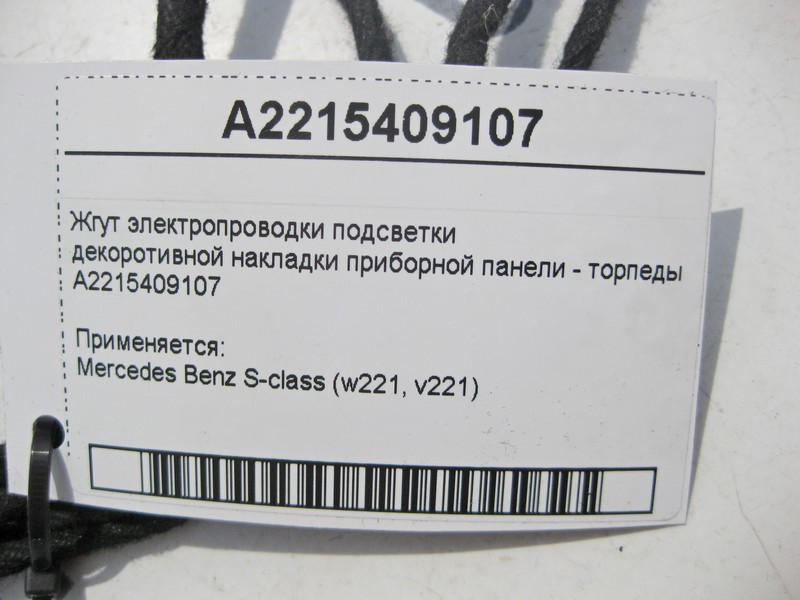 A2215409107
Жгут электропроводки подсветки
декоротивной накладки приборной панели - торпеды
A2215409107
Применяется:
Mercedes Benz S-class (w221, v221)